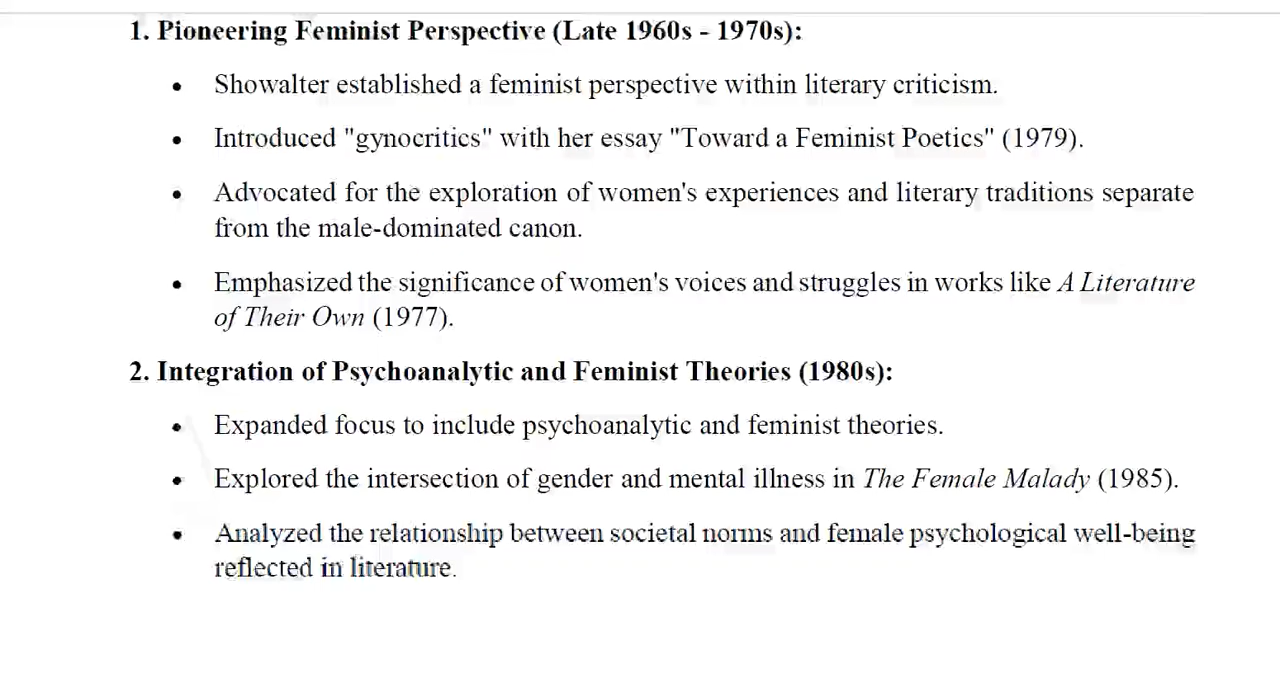 1. Pioneering Feminist Perspective (Late 1960s - 1970s):
• Showalter established a feminist perspective within literary criticism.
• Introduced "gynocritics" with her essay "Toward a Feminist Poetics" (1979).
• Advocated for the exploration of women's experiences and literary traditions separate
from the male-dominated canon.
• Emphasized the significance of women's voices and struggles in works like A Literature
of Their Own (1977).
2. Integration of Psychoanalytic and Feminist Theories (1980s):
• Expanded focus to include psychoanalytic and feminist theories.
• Explored the intersection of gender and mental illness in The Female Malady (1985).
• Analyzed the relationship between societal norms and female psychological well-being
reflected in literature.